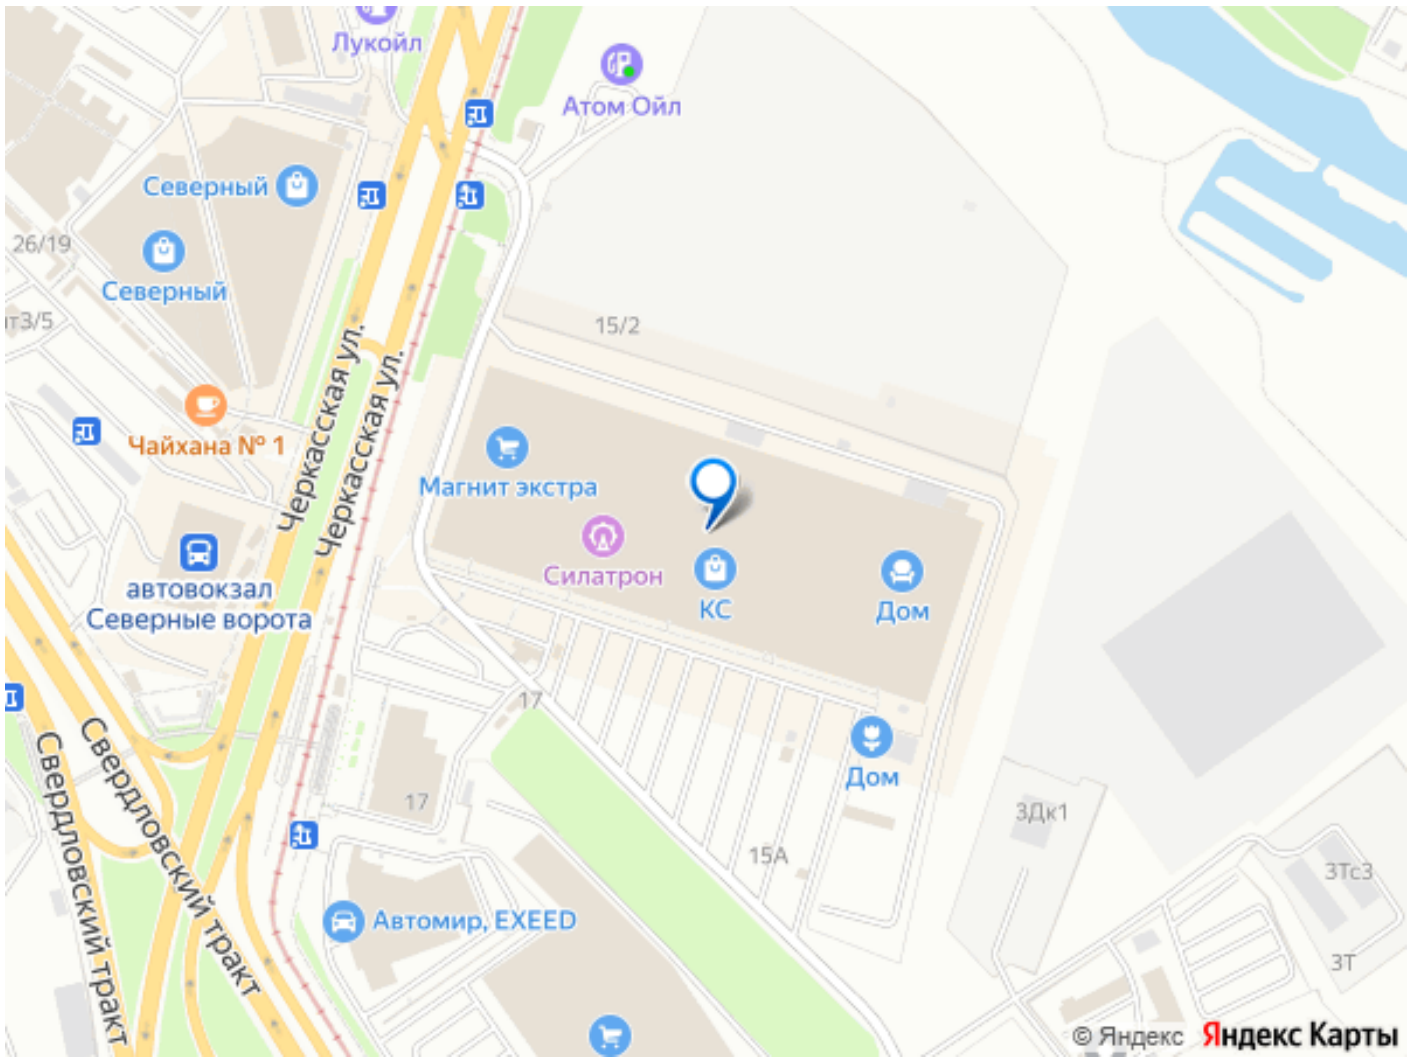 Лукойл
Атом Ойл
Северный
26/19
Северный
15/2
Чайхана № 1
Черкасская ул.
Черкасская ул.
Магнит экстра
Силатрон
КС
Дом
автовокзал
Северные ворота
17
Дом
Свердловский тракт
Свердловский тракт
17
15А
3Дк1
3Тс3
Автомир, EXEED
3Т
© Яндекс Яндекс Карты